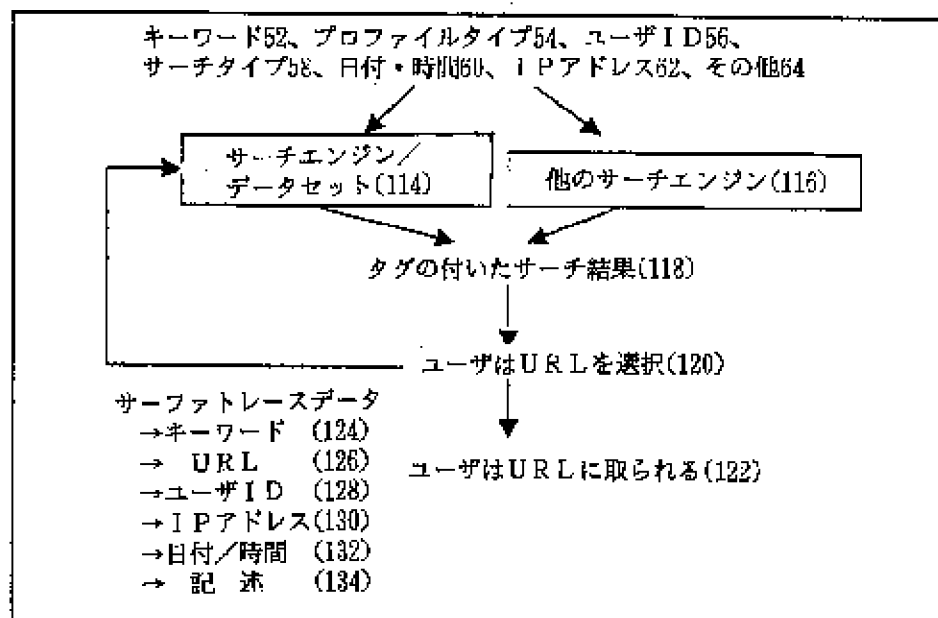 キーワード52、プロファイルタイプ54、ユーザID56、
サーチタイプ58、日付・時間60、IPアドレス62、その他64
サーチエンジン/
データセット(114)
他のサーチエンジン(116)
タグの付いたサーチ結果(118)
ユーザはURLを選択(120)
サーファトレースデータ
→キーワード (124)
→ URL (126)
→ユーザID (128)
→IPアドレス(130)
→日付/時間 (132)
→ 記 述 (134)
ユーザはURLに取られる(122)